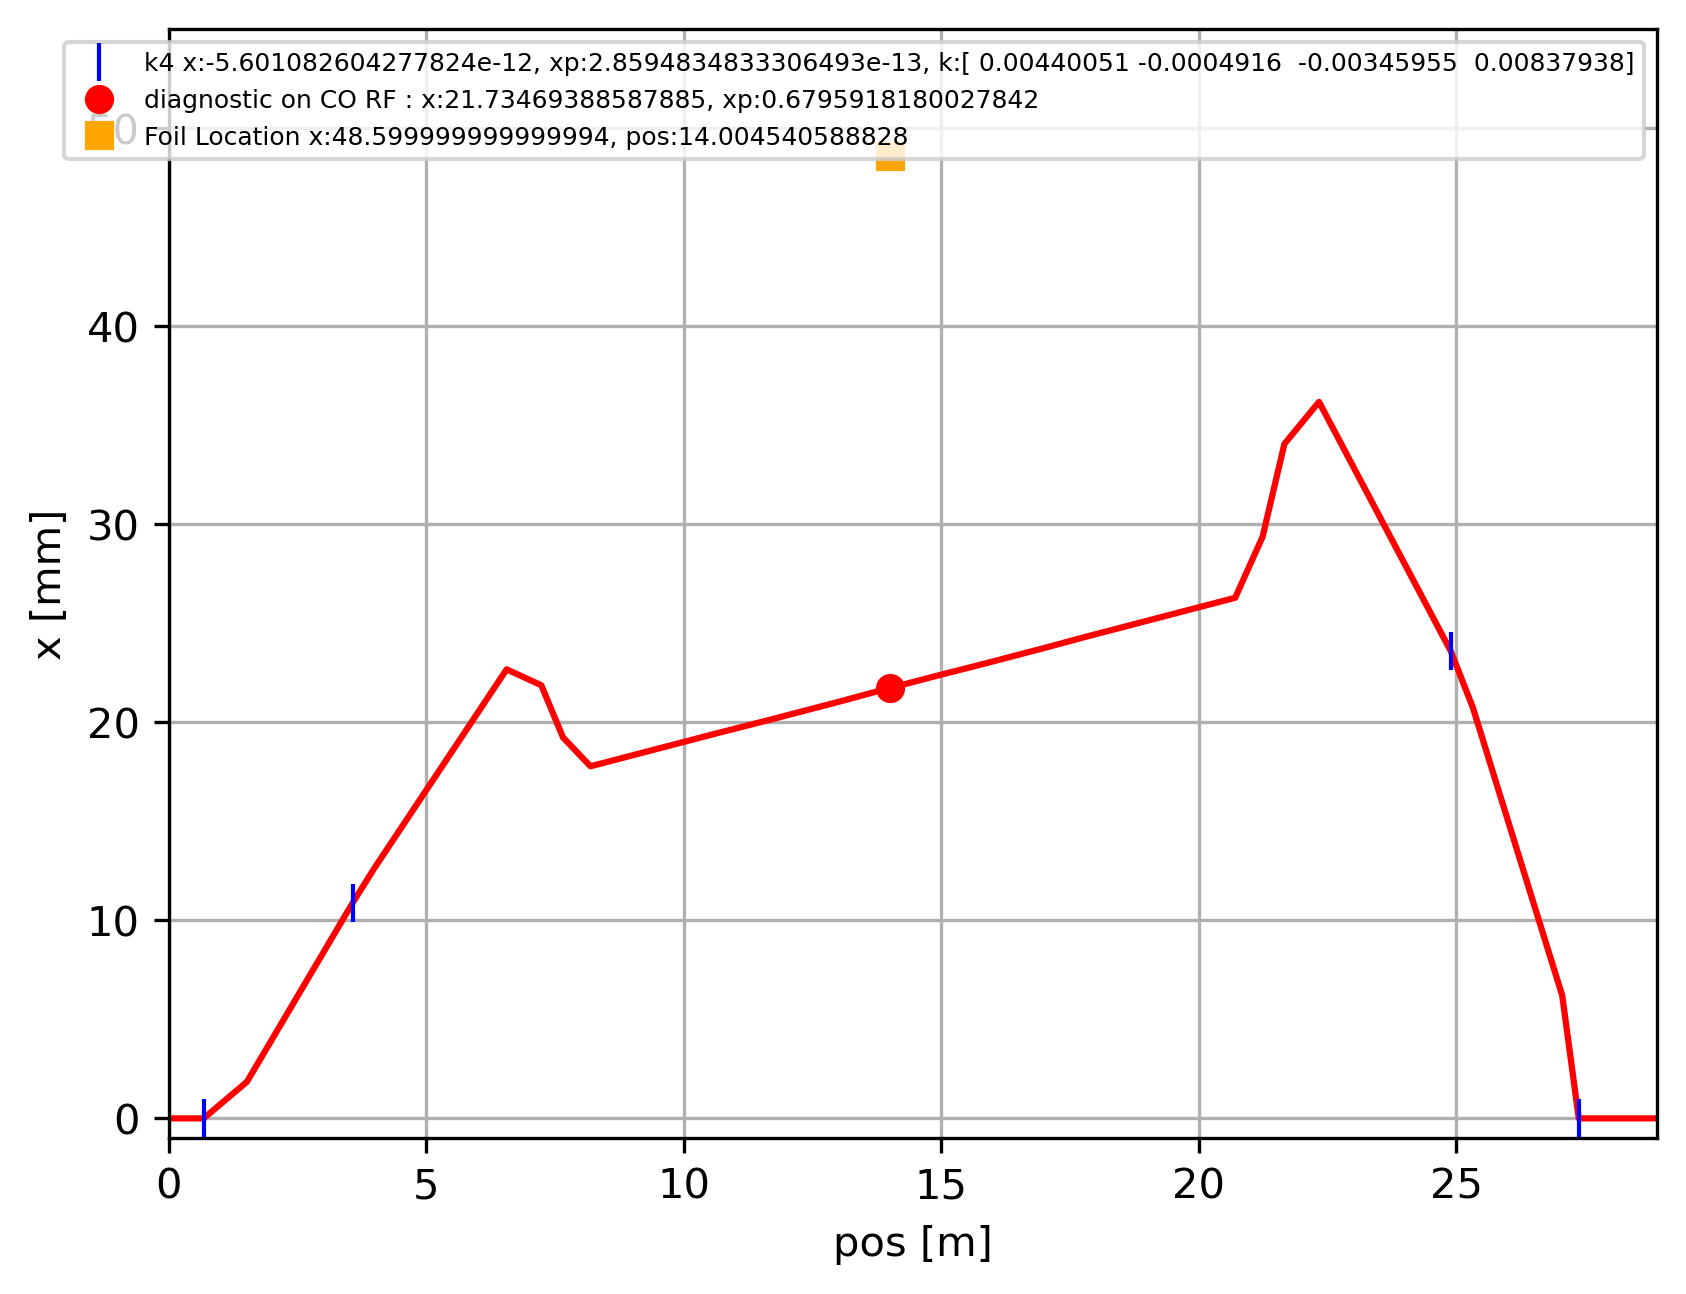 k4 x:-5.601082604277824e-12, xp:2.8594834833306493e-13, k:[ 0.00440051 -0.0004916  -0.00345955  0.00837938]
diagnostic on CO RF : x:21.73469388587885, xp:0.6795918180027842
Foil Location x:48.599999999999994, pos:14.004540588828
50
40
30
20
10
0
x [mm]
0 5 10 15 20 25
pos [m]